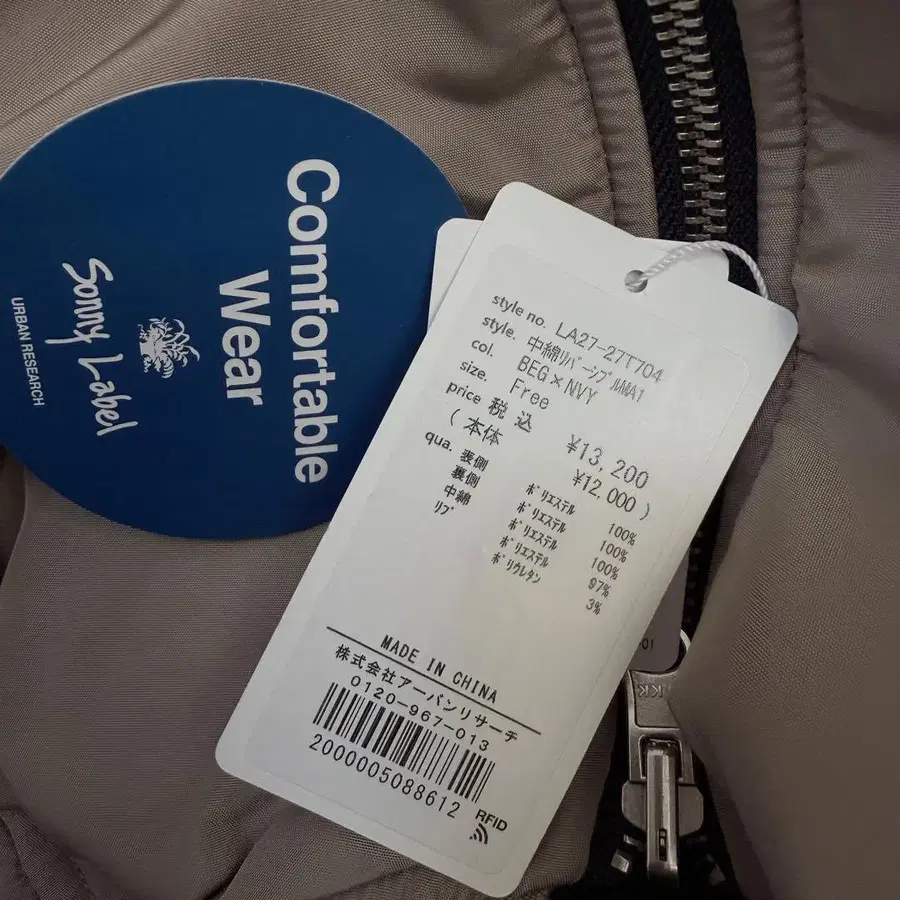 Comfortable
Wear
Sonny Label
URBAN RESEARCH
style no. LA27-27T704
style. 中綿ﾘﾊﾞｰｼﾌﾞﾙMA1
col. BEG×NVY
size. Free
price 税込 ¥13,200
(本体 ¥12,000)
qua. 表側 ﾎﾟﾘｴｽﾃﾙ 100%
裏側 ﾎﾟﾘｴｽﾃﾙ 100%
中綿 ﾎﾟﾘｴｽﾃﾙ 100%
ﾘﾌﾞ ﾎﾟﾘｴｽﾃﾙ 97%
ﾎﾟﾘｳﾚﾀﾝ 3%
MADE IN CHINA
株式会社アーバンリサーチ
0120-967-013
2000005088612
RFID